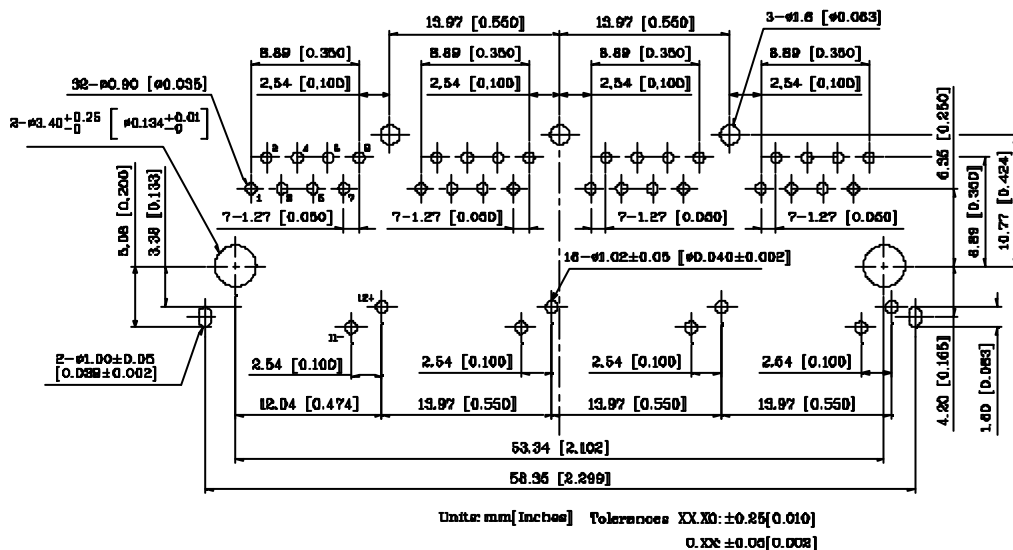 13.97 [0.550] 13.97 [0.550] 3-ø1.6 [ø0.063]
8.89 [0.350] 8.89 [0.350] 8.89 [0.350] 8.89 [0.350]
2.54 [0.100] 2.54 [0.100] 2.54 [0.100] 2.54 [0.100]
32-ø0.90 [ø0.035]
2-ø3.40+0.25 -0 [ø0.134+0.01 -0]
2 4 6 8
1 3 5 7
7-1.27 [0.050] 7-1.27 [0.050] 7-1.27 [0.050] 7-1.27 [0.050]
5.08 [0.200]
3.38 [0.133]
6.35 [0.250]
8.89 [0.350]
10.77 [0.424]
16-ø1.02±0.05 [ø0.040±0.002]
12+
11-
2-ø1.00±0.05
[0.039±0.002]
2.54 [0.100] 2.54 [0.100] 2.54 [0.100] 2.54 [0.100]
12.04 [0.474] 13.97 [0.550] 13.97 [0.550] 13.97 [0.550]
4.20 [0.165]
1.60 [0.063]
53.34 [2.102]
58.35 [2.299]
Units: mm[Inches] Tolerances XX.X0: ±0.25[0.010]
0.XX: ±0.05[0.002]